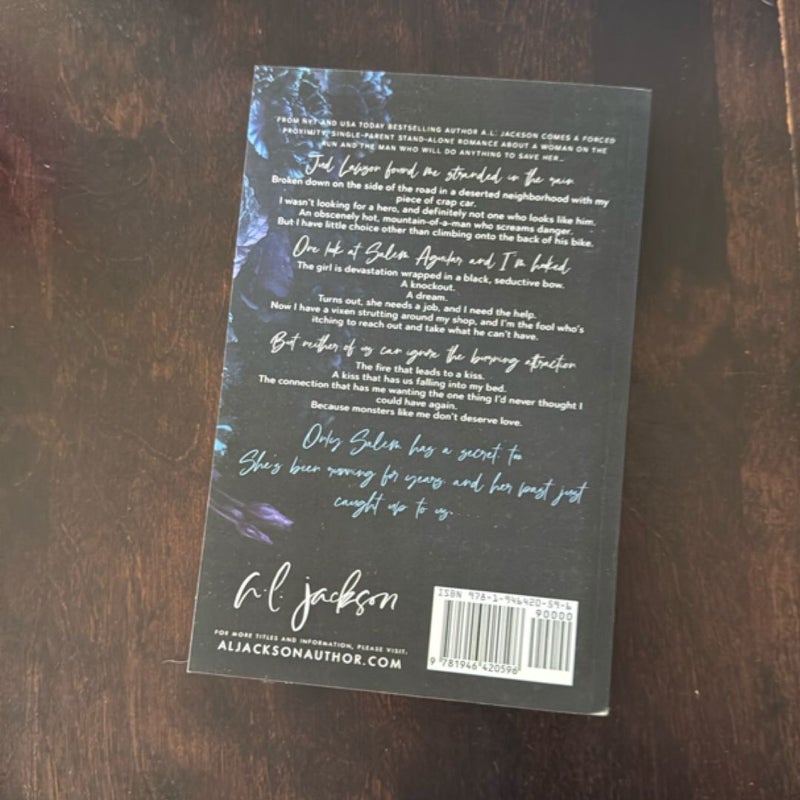 FROM NYT AND USA TODAY BESTSELLING AUTHOR A.L. JACKSON COMES A FORCED
PROXIMITY, SINGLE-PARENT STAND-ALONE ROMANCE ABOUT A WOMAN ON THE
RUN AND THE MAN WHO WILL DO ANYTHING TO SAVE HER...
Jud Lawson found me stranded in the rain
Broken down on the side of the road in a deserted neighborhood with my
piece of crap car.
I wasn't looking for a hero, and definitely not one who looks like him.
An obscenely hot, mountain-of-a-man who screams danger.
But I have little choice other than climbing onto the back of his bike.
One look at Salem Aguilar and I'm hooked
The girl is devastation wrapped in a black, seductive bow.
A knockout.
A dream.
Turns out, she needs a job, and I need the help.
Now I have a vixen strutting around my shop, and I'm the fool who's
itching to reach out and take what he can't have.
But neither of us can ignore the burning attraction
The fire that leads to a kiss.
A kiss that has us falling into my bed.
The connection that has me wanting the one thing I'd never thought I
could have again.
Because monsters like me don't deserve love.
Only Salem has a secret, too
She's been running for years, and her past just
caught up to us.
a.l. jackson
FOR MORE TITLES AND INFORMATION, PLEASE VISIT,
ALJACKSONAUTHOR.COM
ISBN 978-1-946420-59-6
90000
9 781946 420596